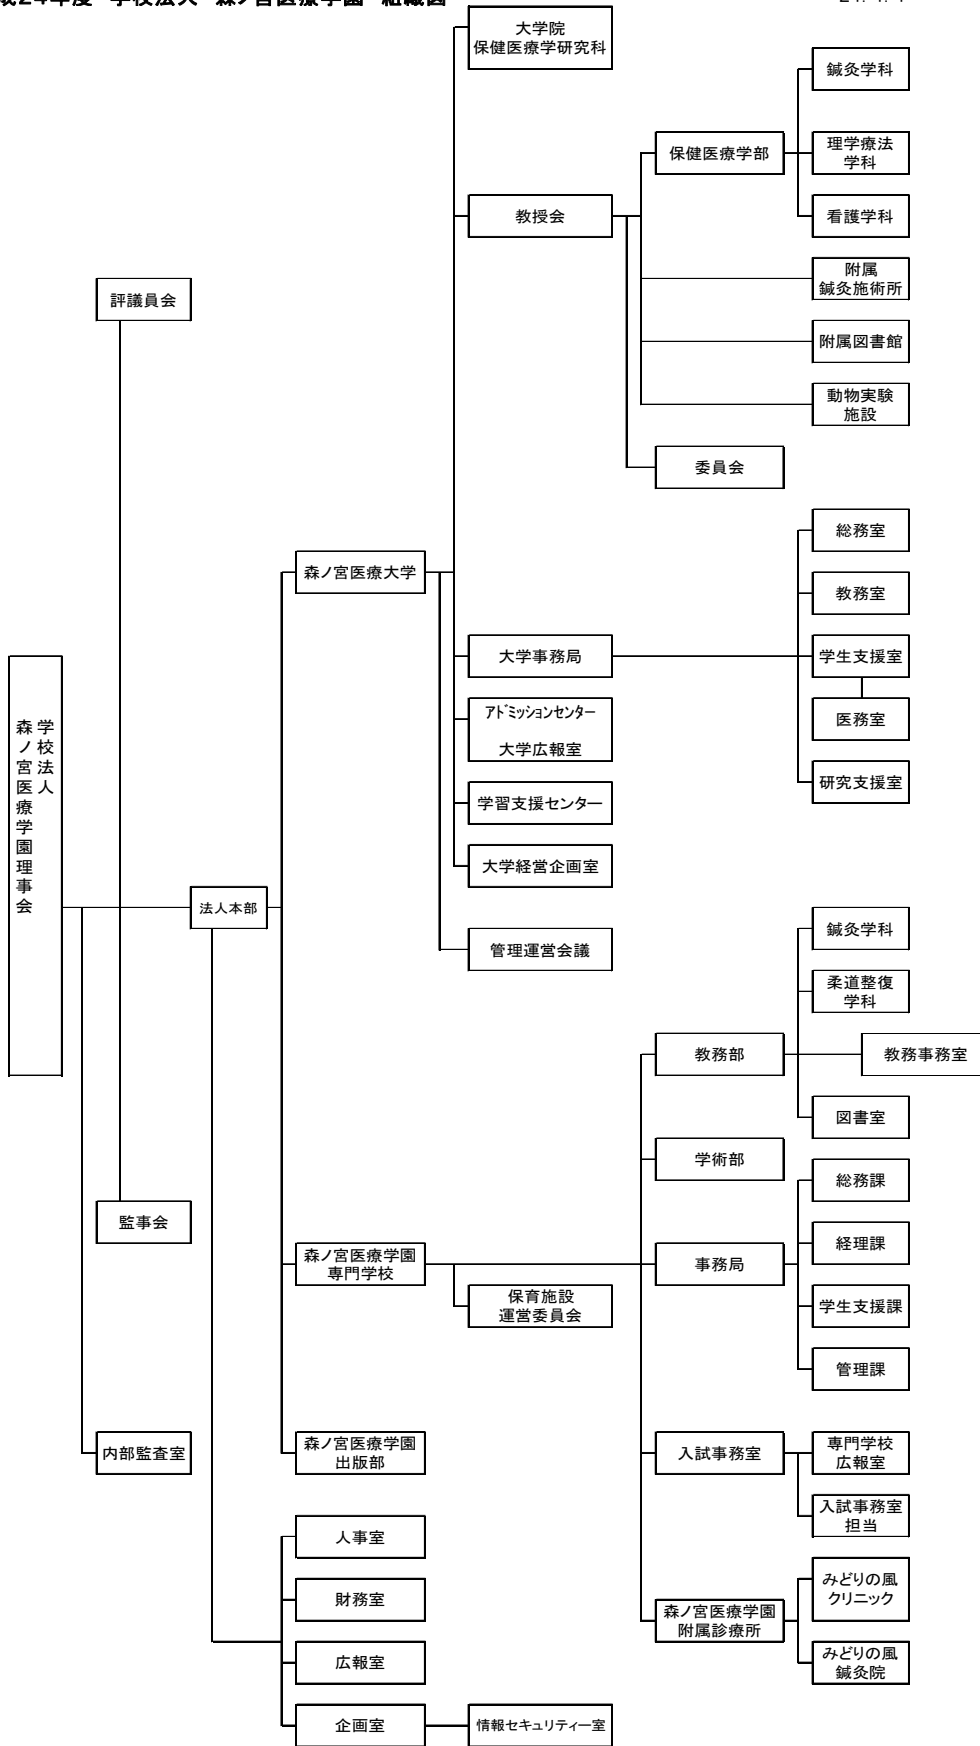 平成24年度 学校法人 森ノ宮医療学園 組織図
大学院
保健医療学研究科
鍼灸学科
保健医療学部
理学療法
学科
教授会
看護学科
附属
鍼灸施術所
評議員会
附属図書館
動物実験
施設
委員会
総務室
森ノ宮医療大学
教務室
大学事務局
学生支援室
アドミッションセンター
大学広報室
医務室
学校法人
森ノ宮医療学園理事会
研究支援室
学習支援センター
大学経営企画室
法人本部
鍼灸学科
管理運営会議
柔道整復
学科
教務部
教務事務室
図書室
学術部
総務課
監事会
森ノ宮医療学園
専門学校
事務局
経理課
保育施設
運営委員会
学生支援課
管理課
内部監査室
森ノ宮医療学園
出版部
入試事務室
専門学校
広報室
入試事務室
担当
人事室
みどりの風
クリニック
財務室
森ノ宮医療学園
附属診療所
広報室
みどりの風
鍼灸院
企画室
情報セキュリティー室